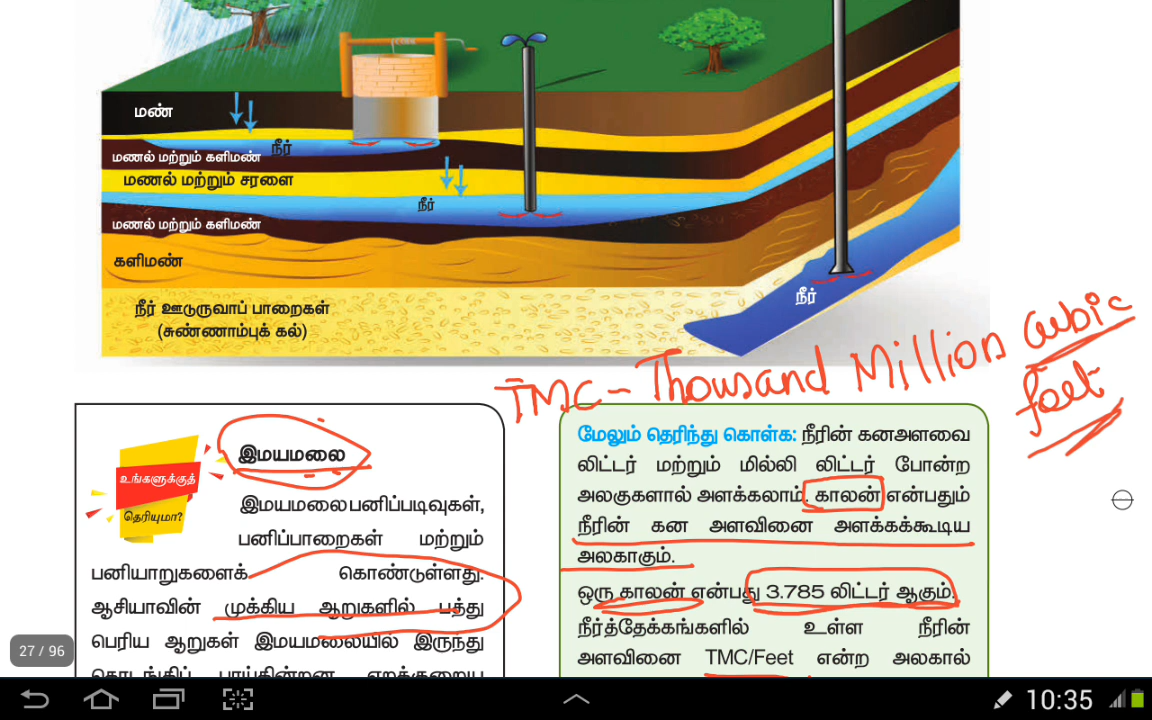 மண்
நீர்
மணல் மற்றும் களிமண்
மணல் மற்றும் சரளை
நீர்
மணல் மற்றும் களிமண்
களிமண்
நீர்
நீர் ஊடுருவாப் பாறைகள்
(சுண்ணாம்புக் கல்)
TMC - Thousand Million cubic
feet
உங்களுக்குத்
தெரியுமா?
இமயமலை
இமயமலை பனிப்படிவுகள்,
பனிப்பாறைகள் மற்றும்
பனியாறுகளைக் கொண்டுள்ளது.
ஆசியாவின் முக்கிய ஆறுகளில் பத்து
பெரிய ஆறுகள் இமயமலையில் இருந்து
மேலும் தெரிந்து கொள்க: நீரின் கனஅளவை
லிட்டர் மற்றும் மில்லி லிட்டர் போன்ற
அலகுகளால் அளக்கலாம். காலன் என்பதும்
நீரின் கன அளவினை அளக்கக்கூடிய
அலகாகும்.
ஒரு காலன் என்பது 3.785 லிட்டர் ஆகும்.
நீர்த்தேக்கங்களில் உள்ள நீரின்
அளவினை TMC/Feet என்ற அலகால்
27 / 96
10:35